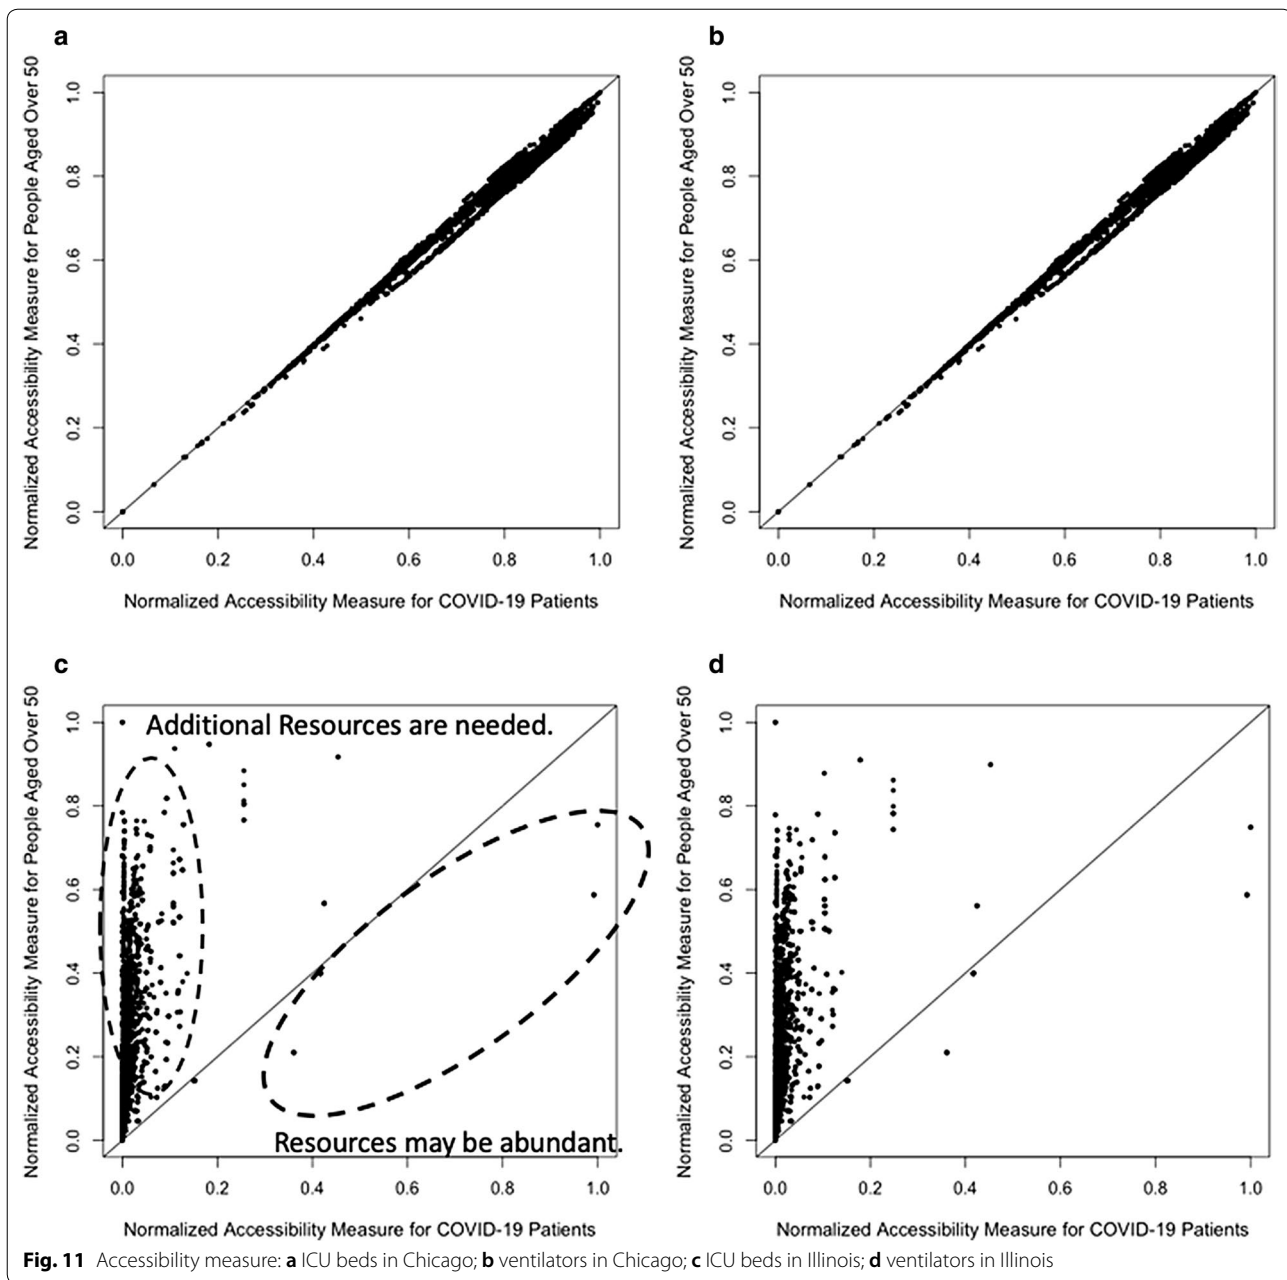 a
Normalized Accessibility Measure for People Aged Over 50
1.0
0.8
0.6
0.4
0.2
0.0
0.0 0.2 0.4 0.6 0.8 1.0
Normalized Accessibility Measure for COVID-19 Patients
b
Normalized Accessibility Measure for People Aged Over 50
1.0
0.8
0.6
0.4
0.2
0.0
0.0 0.2 0.4 0.6 0.8 1.0
Normalized Accessibility Measure for COVID-19 Patients
c
Normalized Accessibility Measure for People Aged Over 50
1.0
0.8
0.6
0.4
0.2
0.0
Additional Resources are needed.
Resources may be abundant.
0.0 0.2 0.4 0.6 0.8 1.0
Normalized Accessibility Measure for COVID-19 Patients
d
Normalized Accessibility Measure for People Aged Over 50
1.0
0.8
0.6
0.4
0.2
0.0
0.0 0.2 0.4 0.6 0.8 1.0
Normalized Accessibility Measure for COVID-19 Patients
Fig. 11 Accessibility measure: a ICU beds in Chicago; b ventilators in Chicago; c ICU beds in Illinois; d ventilators in Illinois